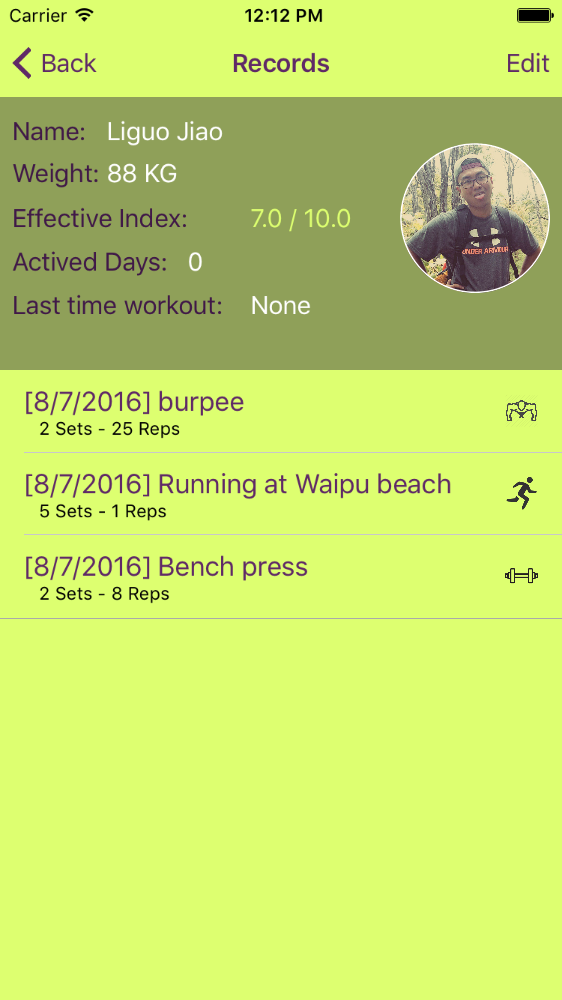 Carrier 12:12 PM
Back Records Edit
Name: Liguo Jiao
Weight: 88 KG
Effective Index: 7.0 / 10.0
Actived Days: 0
Last time workout: None
UNDER ARMOUR
[8/7/2016] burpee
2 Sets - 25 Reps
[8/7/2016] Running at Waipu beach
5 Sets - 1 Reps
[8/7/2016] Bench press
2 Sets - 8 Reps